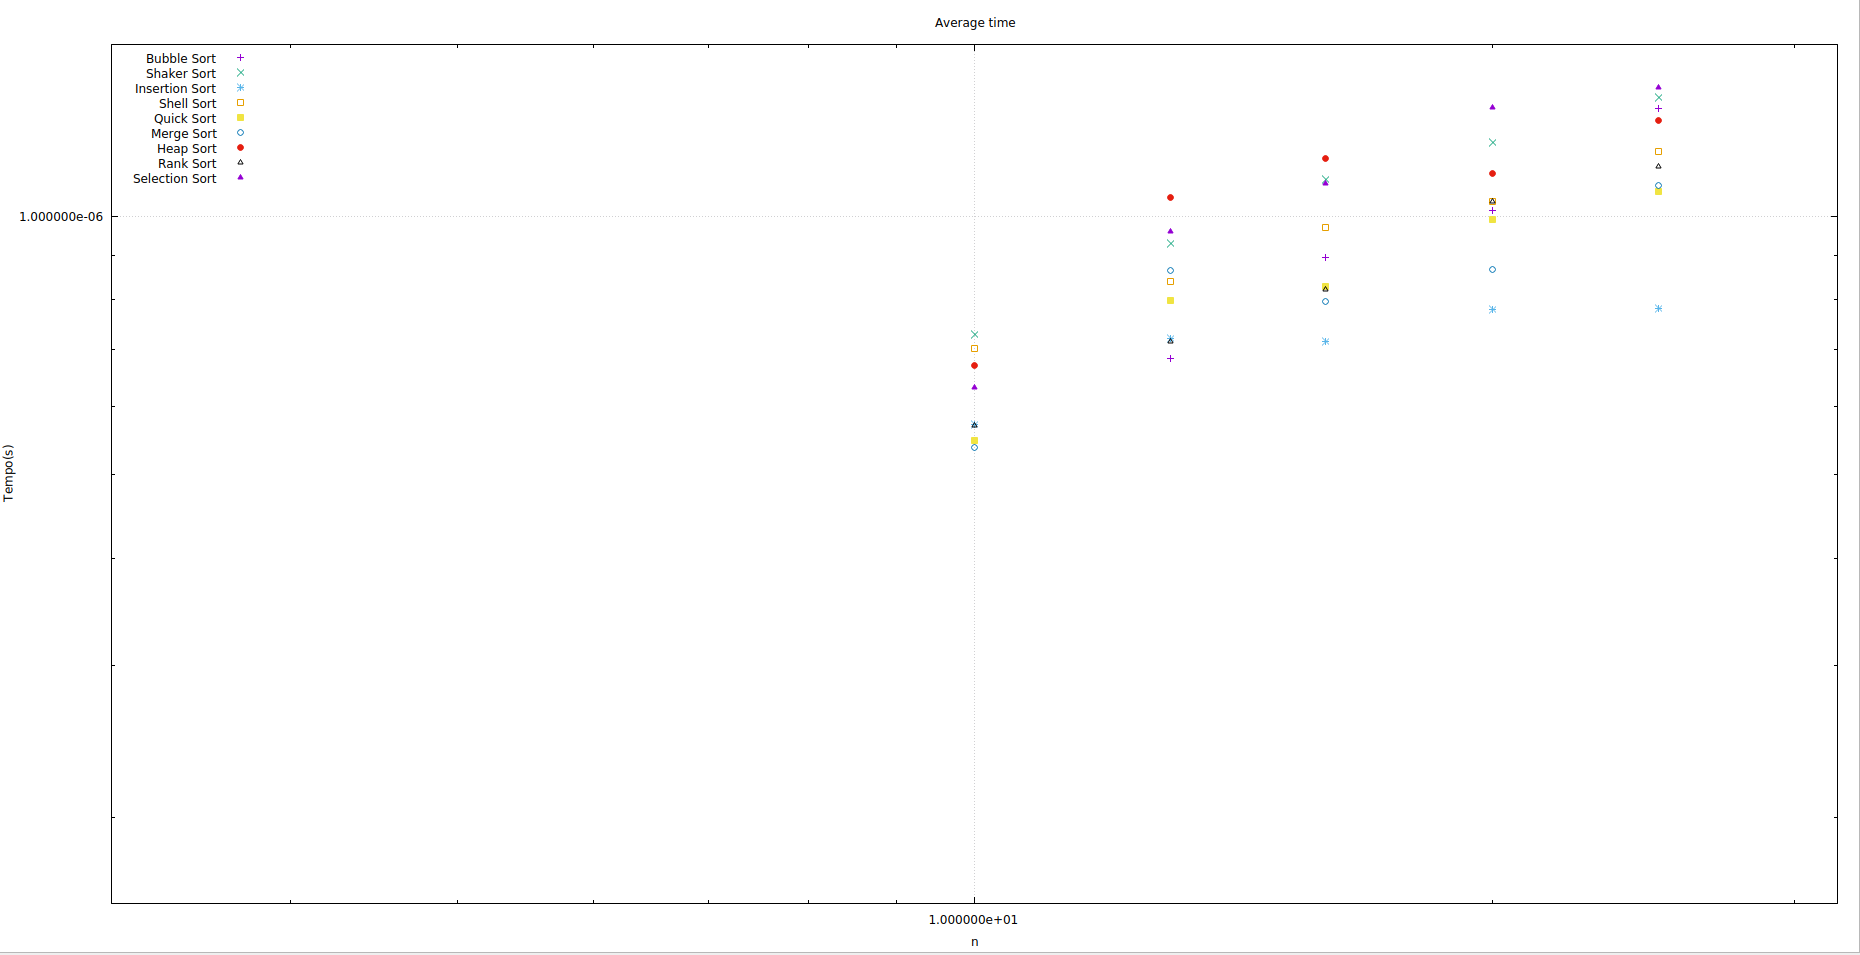 Average time
Bubble Sort
Shaker Sort
Insertion Sort
Shell Sort
Quick Sort
Merge Sort
Heap Sort
Rank Sort
Selection Sort
1.000000e-06
Tempo(s)
1.000000e+01
n